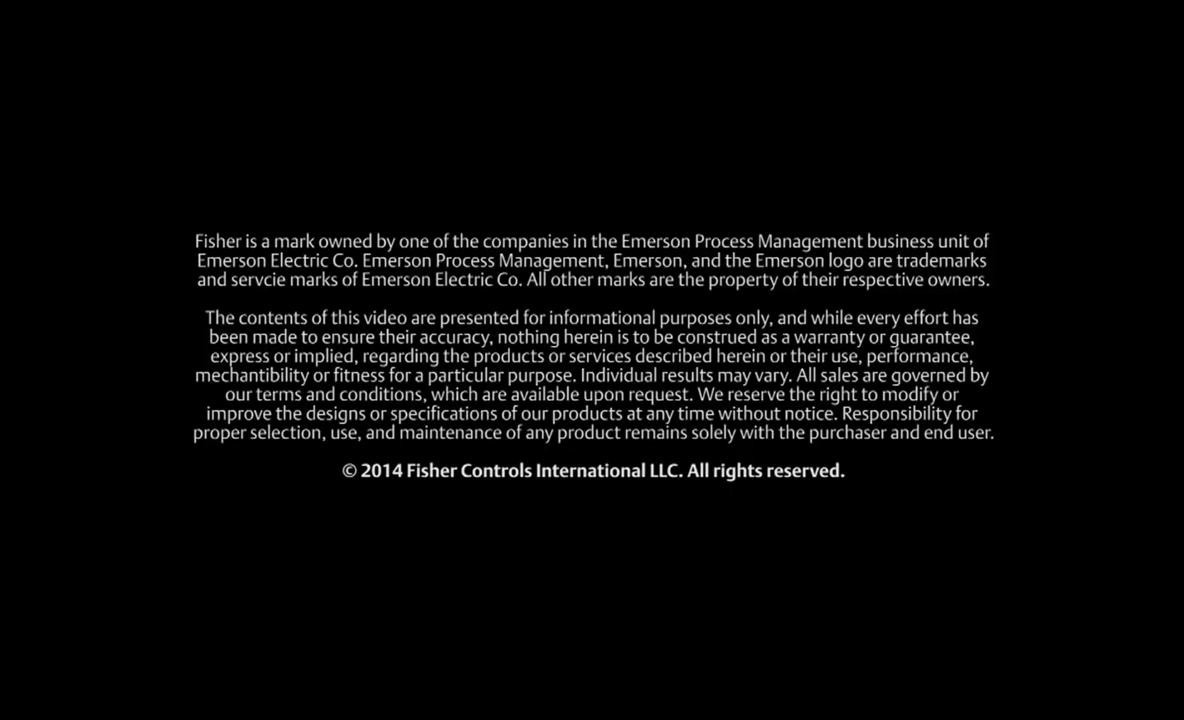 Fisher is a mark owned by one of the companies in the Emerson Process Management business unit of
Emerson Electric Co. Emerson Process Management, Emerson, and the Emerson logo are trademarks
and servcie marks of Emerson Electric Co. All other marks are the property of their respective owners.
The contents of this video are presented for informational purposes only, and while every effort has
been made to ensure their accuracy, nothing herein is to be construed as a warranty or guarantee,
express or implied, regarding the products or services described herein or their use, performance,
mechantibility or fitness for a particular purpose. Individual results may vary. All sales are governed by
our terms and conditions, which are available upon request. We reserve the right to modify or
improve the designs or specifications of our products at any time without notice. Responsibility for
proper selection, use, and maintenance of any product remains solely with the purchaser and end user.
© 2014 Fisher Controls International LLC. All rights reserved.